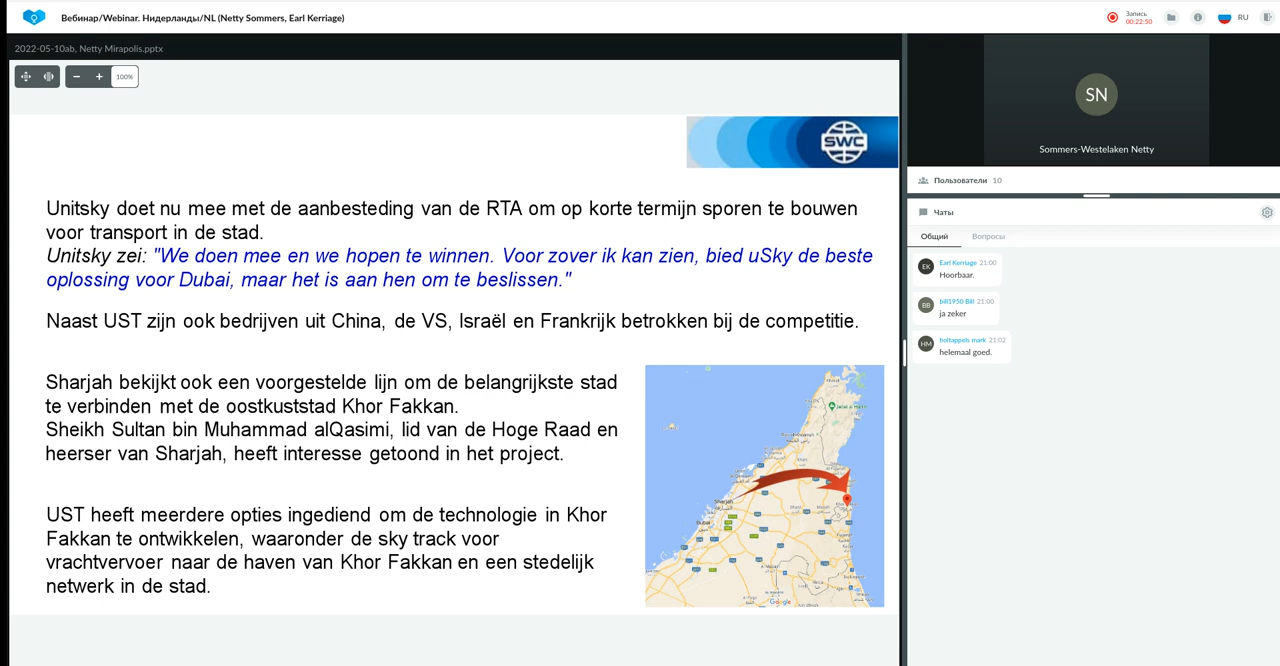 Вебинар/Webinar. Нидерланды/NL (Netty Sommers, Earl Kerriage)
Запись
00:22:50
RU
2022-05-10ab, Netty Mirapolis.pptx
100%
SWC
Unitsky doet nu mee met de aanbesteding van de RTA om op korte termijn sporen te bouwen
voor transport in de stad.
Unitsky zei: "We doen mee en we hopen te winnen. Voor zover ik kan zien, bied uSky de beste
oplossing voor Dubai, maar het is aan hen om te beslissen."
Naast UST zijn ook bedrijven uit China, de VS, Israël en Frankrijk betrokken bij de competitie.
Sharjah bekijkt ook een voorgestelde lijn om de belangrijkste stad
te verbinden met de oostkuststad Khor Fakkan.
Sheikh Sultan bin Muhammad alQasimi, lid van de Hoge Raad en
heerser van Sharjah, heeft interesse getoond in het project.
UST heeft meerdere opties ingediend om de technologie in Khor
Fakkan te ontwikkelen, waaronder de sky track voor
vrachtvervoer naar de haven van Khor Fakkan en een stedelijk
netwerk in de stad.
Sharjah
Dubai
Google
SN
Sommers-Westelaken Netty
Пользователи 10
Чаты
Общий Вопросы
EK Earl Kerriage 21:00
Hoorbaar.
BB bill1950 Bill 21:00
ja zeker
HM holtappels mark 21:02
helemaal goed.